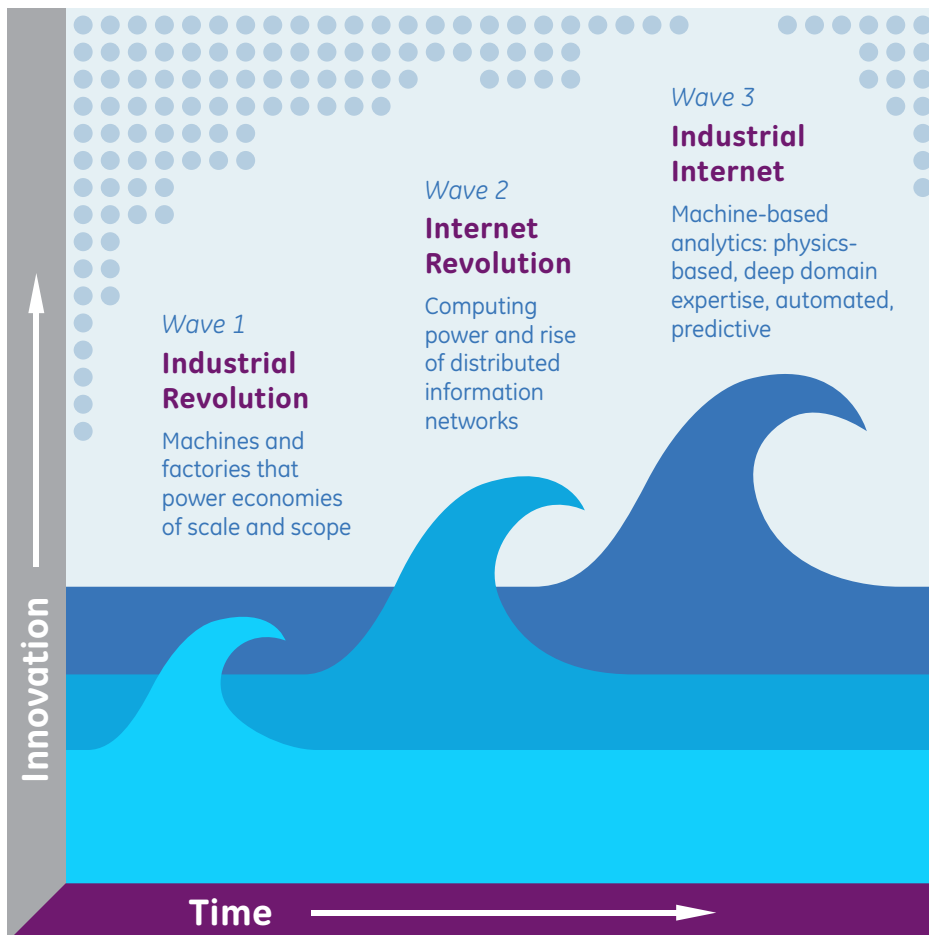 Wave 1
Industrial
Revolution
Machines and
factories that
power economies
of scale and scope
Wave 2
Internet
Revolution
Computing
power and rise
of distributed
information
networks
Wave 3
Industrial
Internet
Machine-based
analytics: physics-
based, deep domain
expertise, automated,
predictive
Innovation
Time